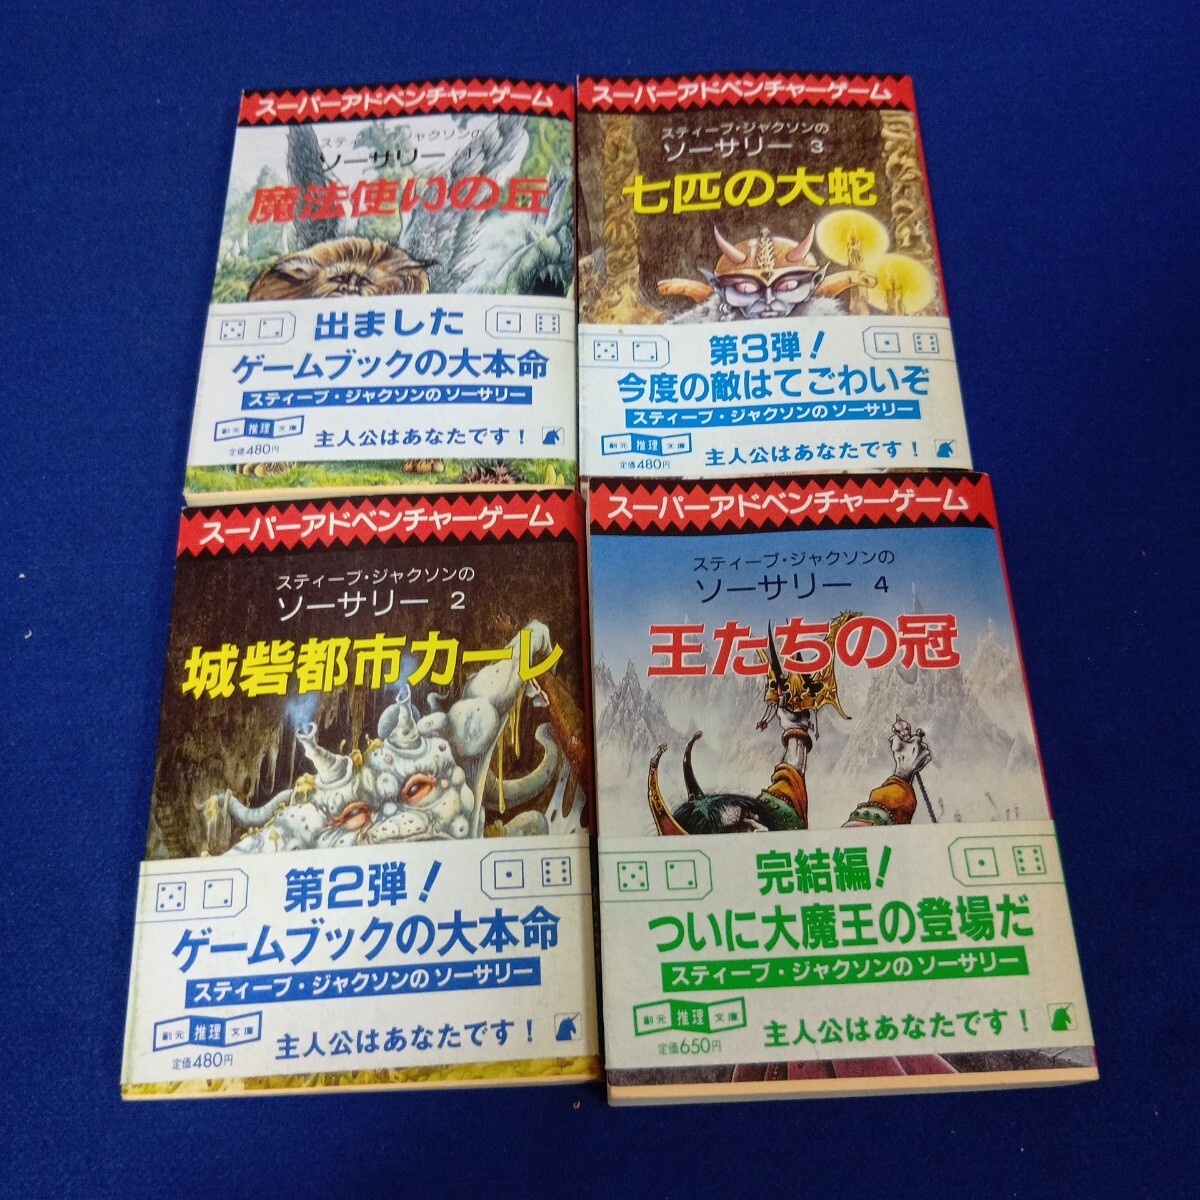 スーパーアドベンチャーゲーム
スティーブ・ジャクソンの
ソーサリー 1
魔法使いの丘
出ました
ゲームブックの大本命
スティーブ・ジャクソンの ソーサリー
創元 推理 文庫
定価480円
主人公はあなたです!
スーパーアドベンチャーゲーム
スティーブ・ジャクソンの
ソーサリー 3
七匹の大蛇
第3弾!
今度の敵はてごわいぞ
スティーブ・ジャクソンの ソーサリー
創元 推理 文庫
定価480円
主人公はあなたです!
スーパーアドベンチャーゲーム
スティーブ・ジャクソンの
ソーサリー 2
城砦都市カーレ
第2弾!
ゲームブックの大本命
スティーブ・ジャクソンの ソーサリー
創元 推理 文庫
定価480円
主人公はあなたです!
スーパーアドベンチャーゲーム
スティーブ・ジャクソンの
ソーサリー 4
王たちの冠
完結編!
ついに大魔王の登場だ
スティーブ・ジャクソンの ソーサリー
創元 推理 文庫
定価650円
主人公はあなたです!